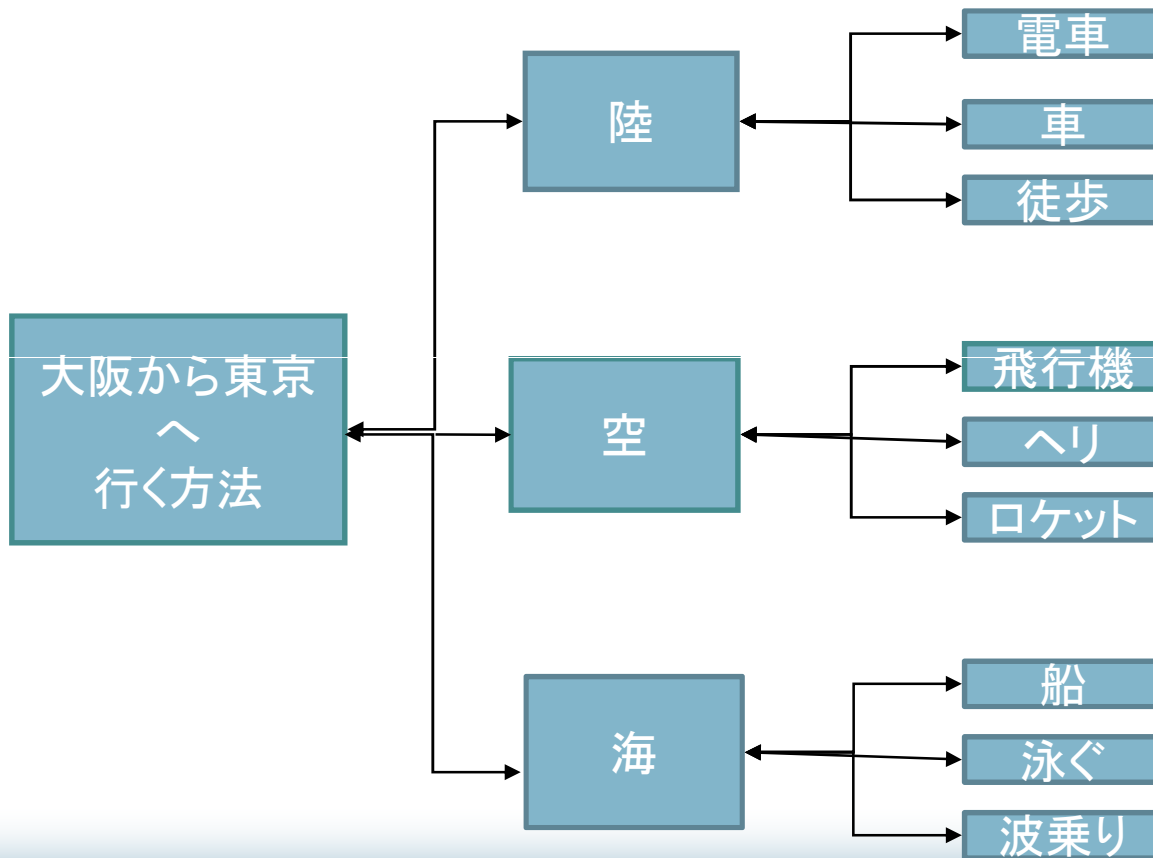 大阪から東京
へ
行く方法
陸
電車
車
徒歩
空
飛行機
ヘリ
ロケット
海
船
泳ぐ
波乗り